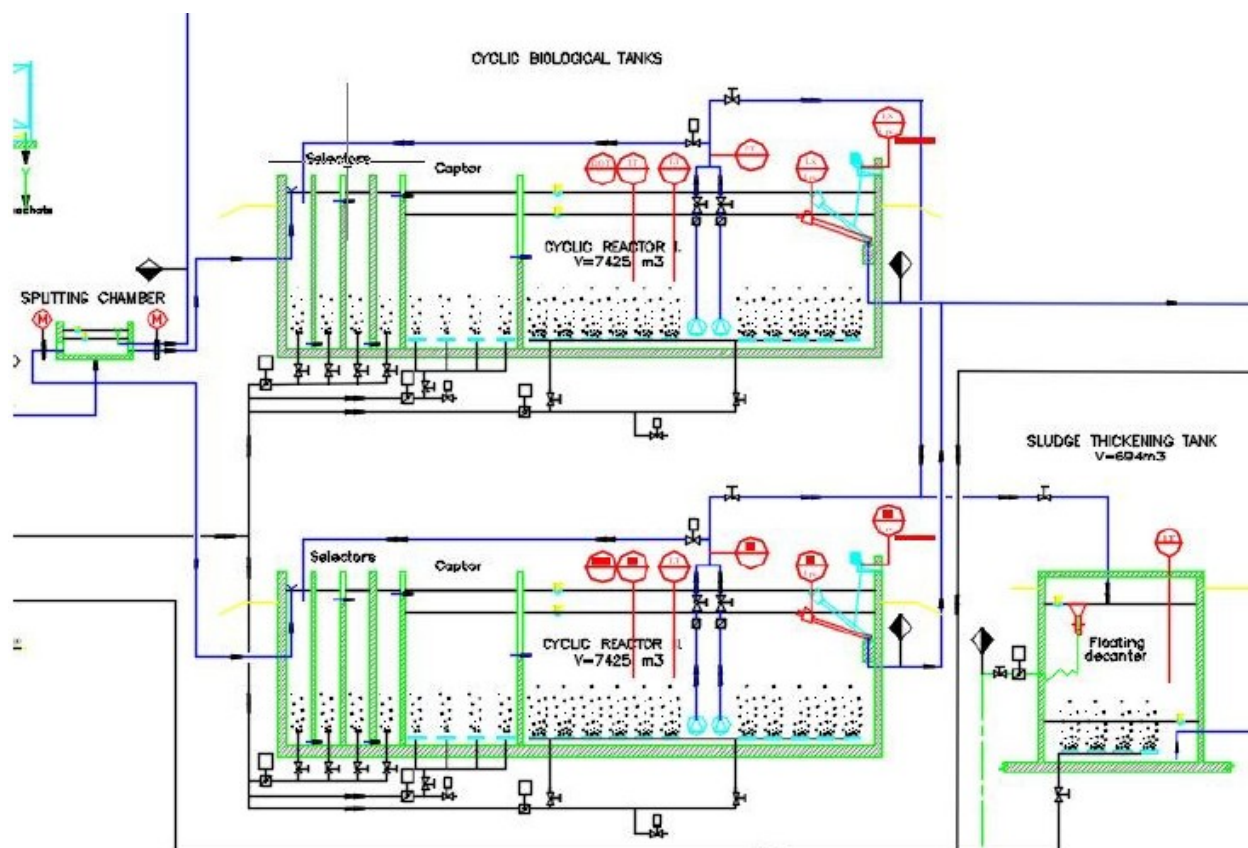 CYCLIC BIOLOGICAL TANKS
Selectors
Captor
CYCLIC REACTOR I.
V=7425 m3
SPLITTING CHAMBER
M
M
SLUDGE THICKENING TANK
V=694m3
Selectors
Captor
CYCLIC REACTOR II.
V=7425 m3
LT
Floating
decanter